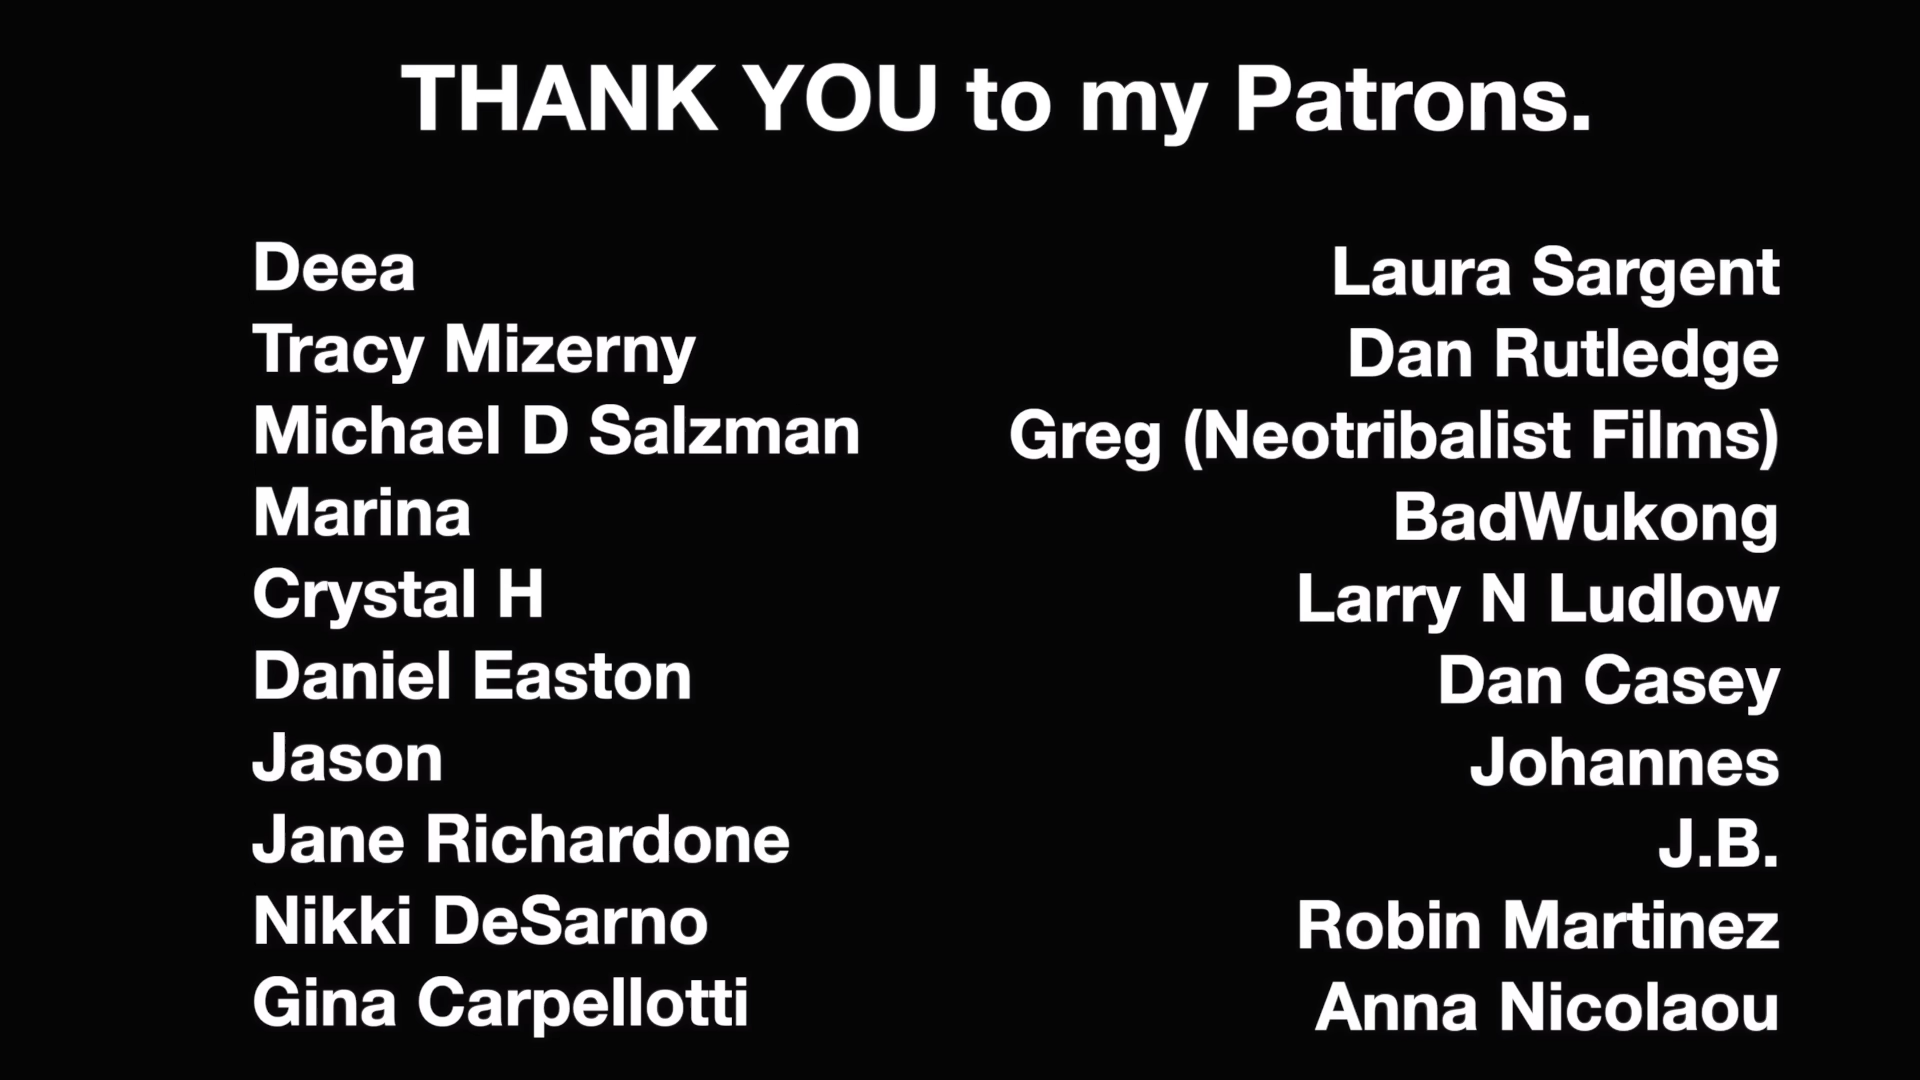 THANK YOU to my Patrons.
Deea
Tracy Mizerny
Michael D Salzman
Marina
Crystal H
Daniel Easton
Jason
Jane Richardone
Nikki DeSarno
Gina Carpellotti
Laura Sargent
Dan Rutledge
Greg (Neotribalist Films)
BadWukong
Larry N Ludlow
Dan Casey
Johannes
J.B.
Robin Martinez
Anna Nicolaou